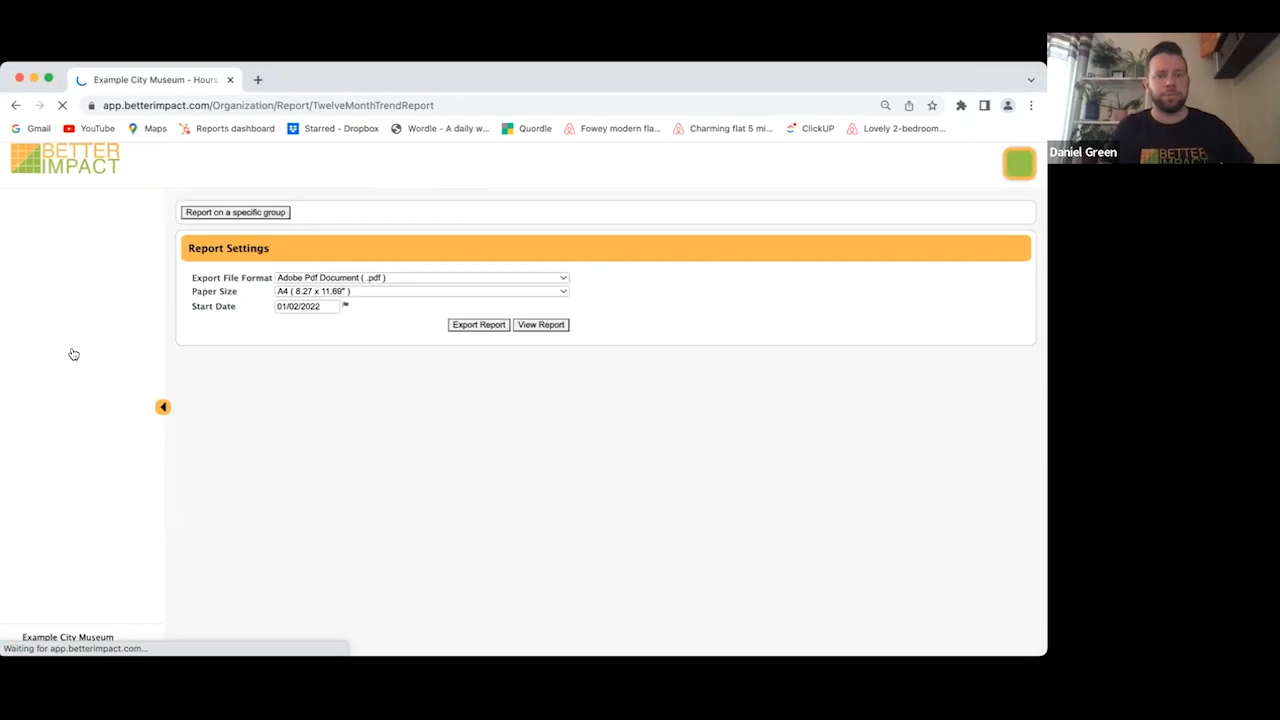 Example City Museum - Hours
app.betterimpact.com/Organization/Report/TwelveMonthTrendReport
Gmail YouTube Maps Reports dashboard Starred - Dropbox Wordle - A daily w... Quordle Fowey modern fla... Charming flat 5 mi... ClickUP Lovely 2-bedroom...
BETTER
IMPACT
Daniel Green
BETTER
Report on a specific group
Report Settings
Export File Format Adobe Pdf Document ( .pdf )
Paper Size A4 ( 8.27 x 11.69" )
Start Date 01/02/2022
Export Report View Report
Example City Museum
Waiting for app.betterimpact.com...